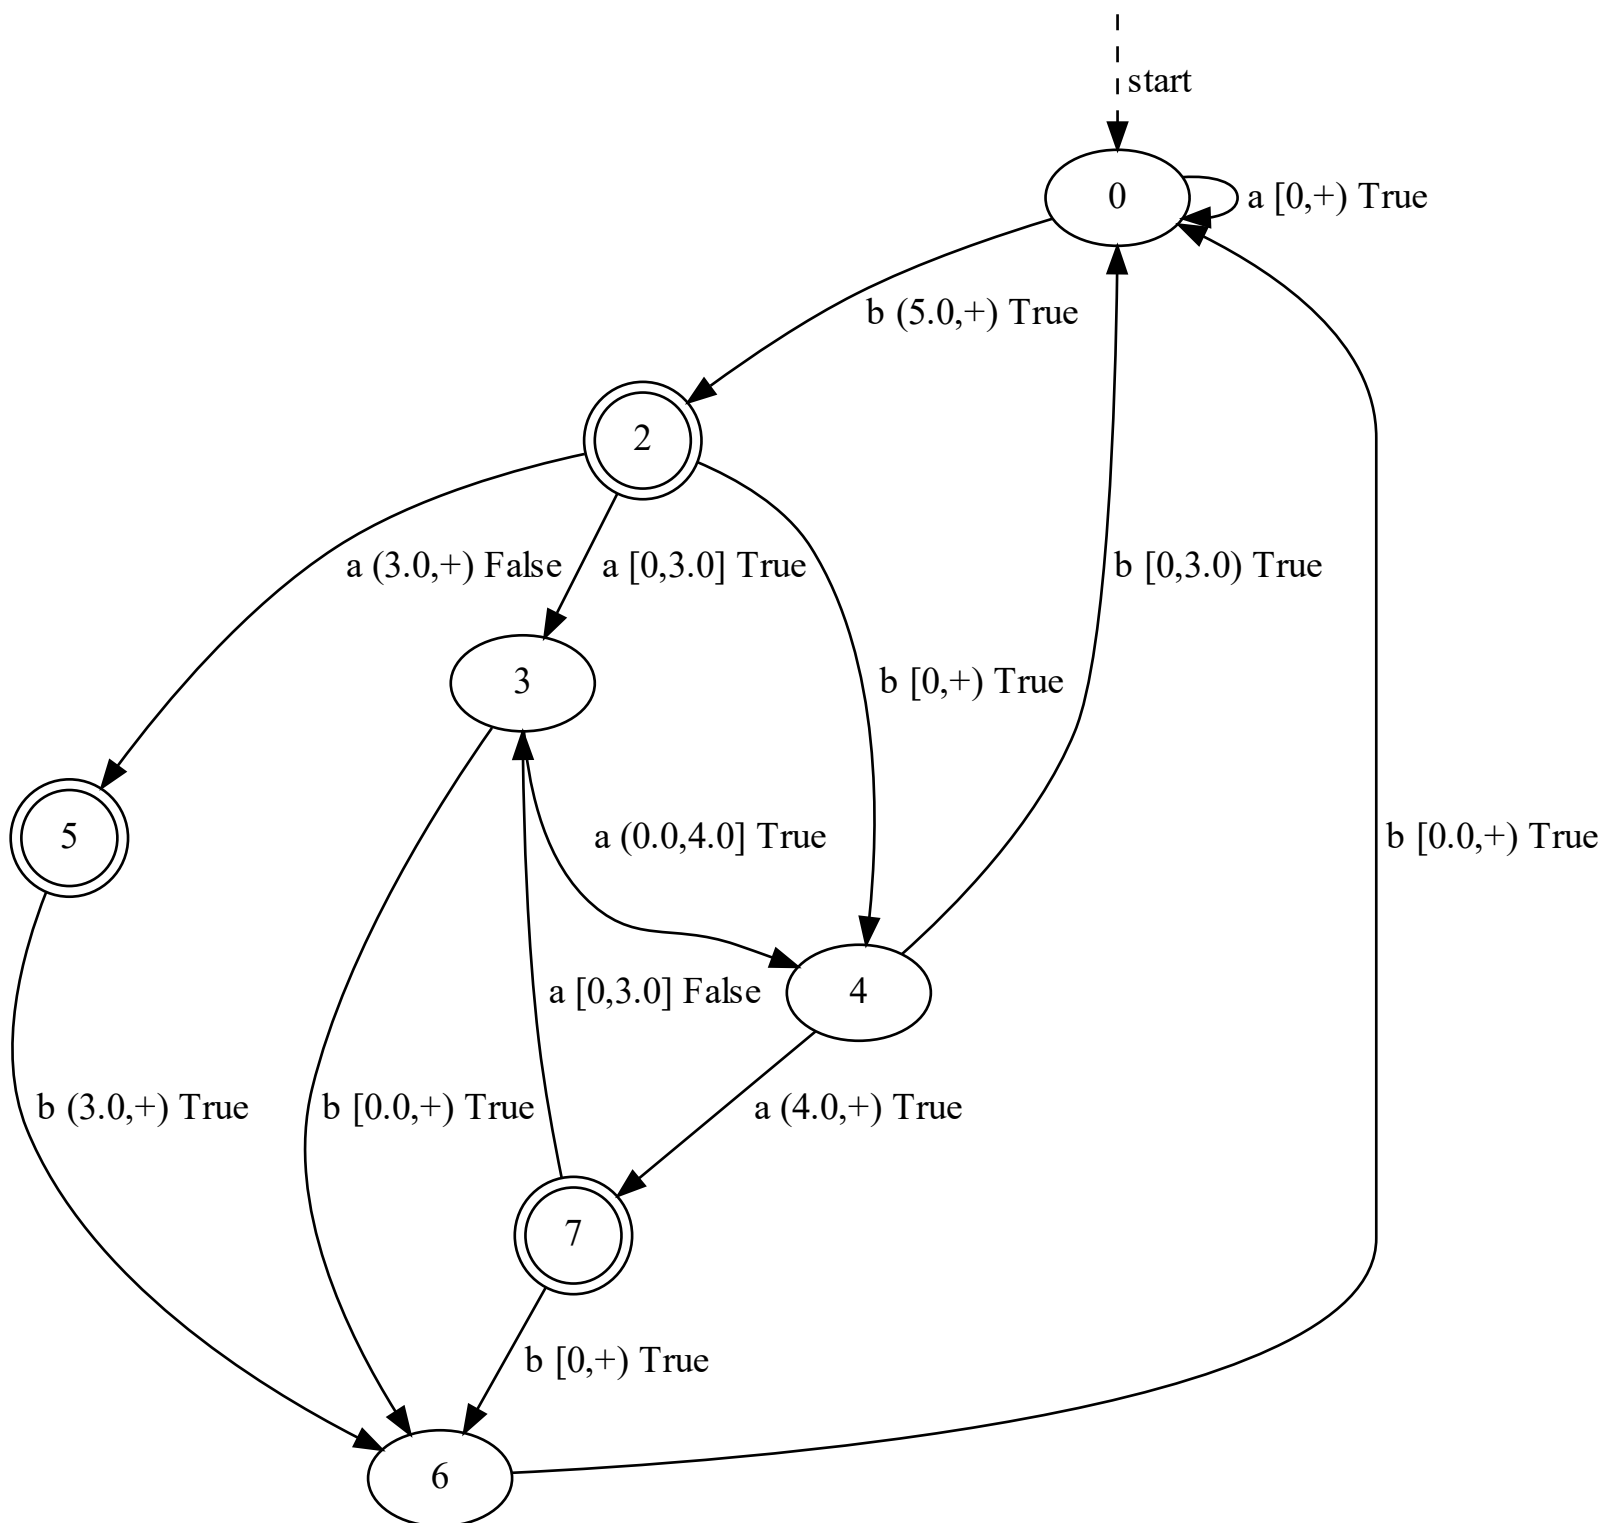 start
0
a [0,+) True
b (5.0,+) True
2
a (3.0,+) False
a [0,3.0] True
b [0,3.0) True
3
b [0,+) True
5
a (0.0,4.0] True
b [0.0,+) True
a [0,3.0] False
4
b (3.0,+) True
b [0.0,+) True
a (4.0,+) True
7
b [0,+) True
6